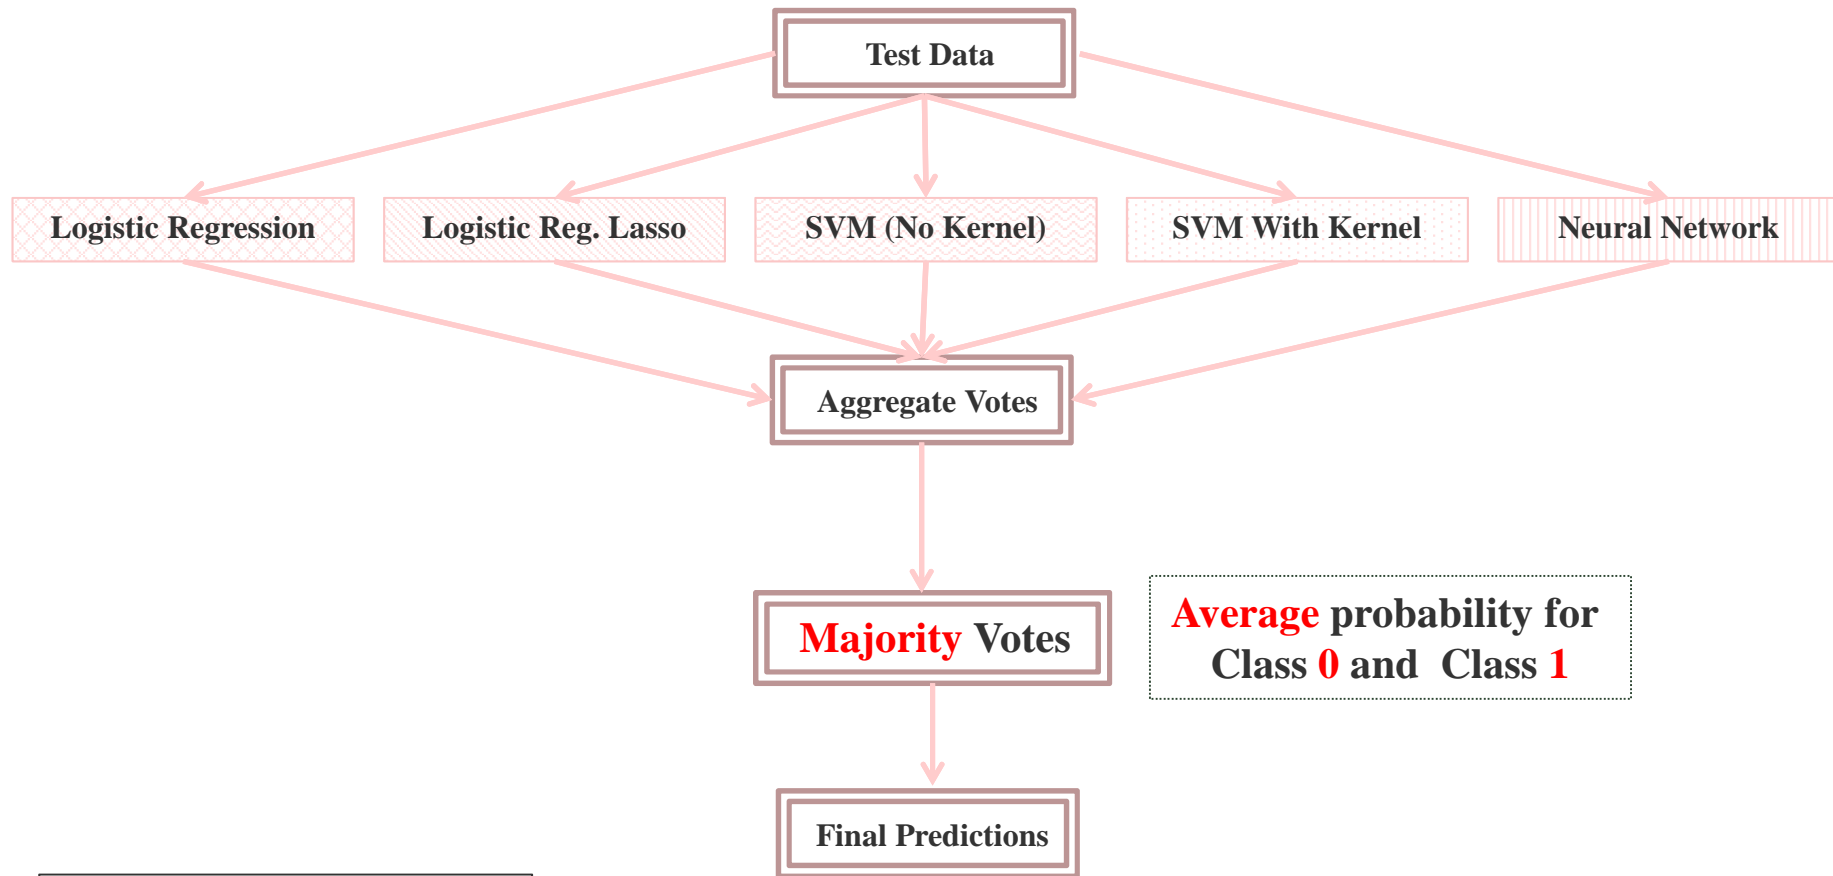 Test Data
Logistic Regression
Logistic Reg. Lasso
SVM (No Kernel)
SVM With Kernel
Neural Network
Aggregate Votes
Majority Votes
Average probability for
Class 0 and Class 1
Final Predictions